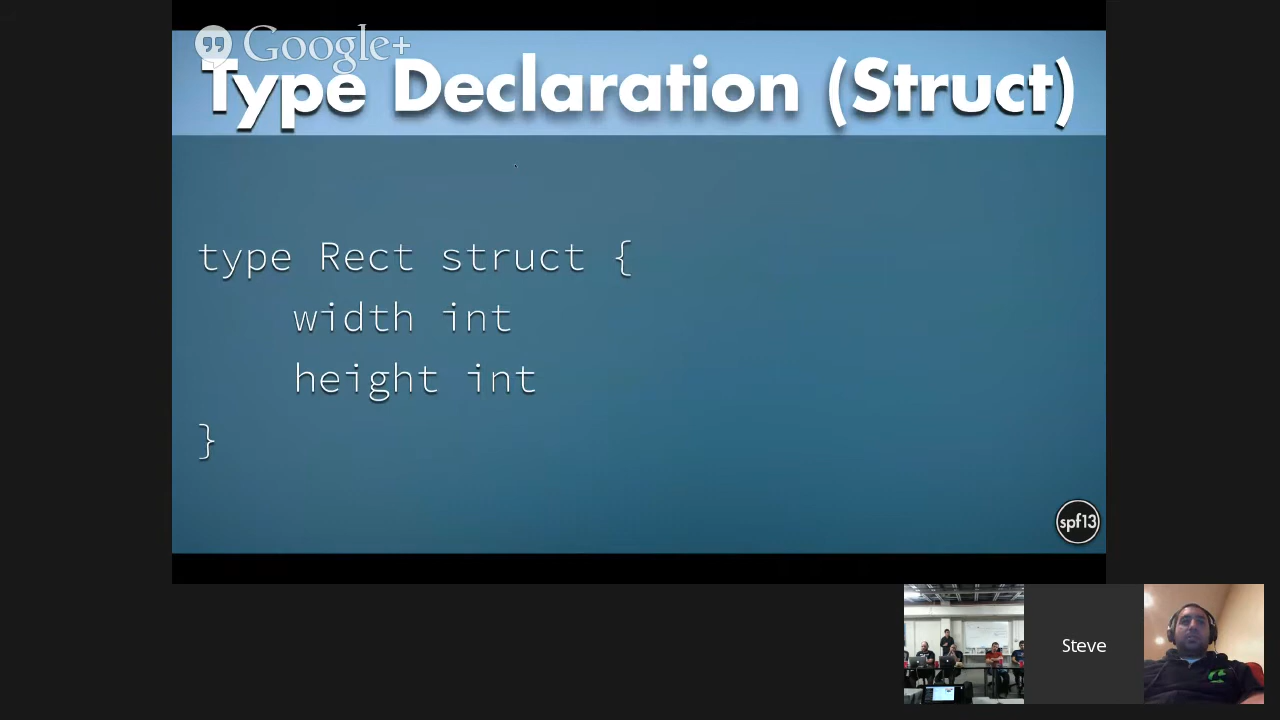 Google+
Type Declaration (Struct)
type Rect struct {
width int
height int
}
spf13
Steve